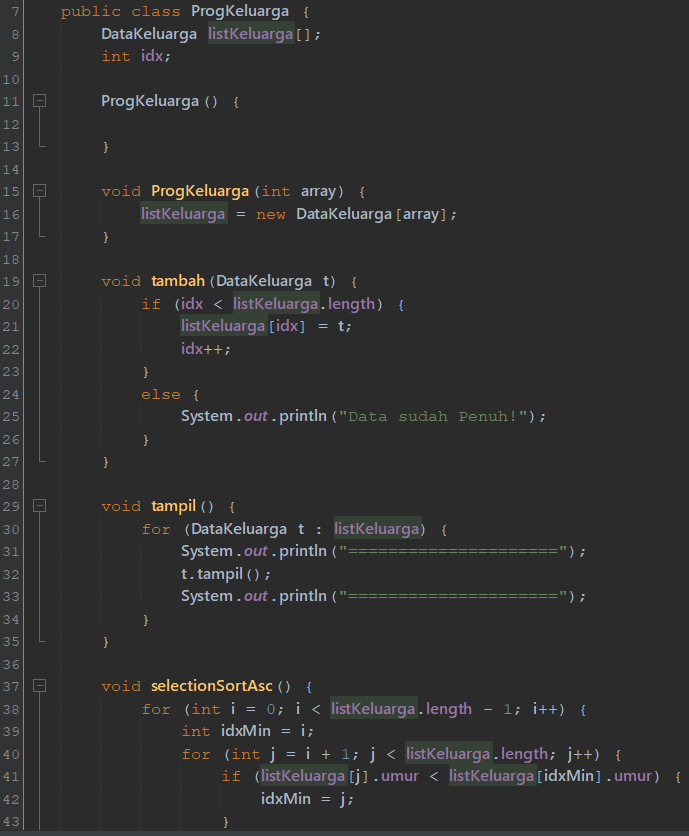 7 public class ProgKeluarga {
8 DataKeluarga listKeluarga[];
9 int idx;
10
11 ProgKeluarga() {
12
13 }
14
15 void ProgKeluarga(int array) {
16 listKeluarga = new DataKeluarga[array];
17 }
18
19 void tambah(DataKeluarga t) {
20 if (idx < listKeluarga.length) {
21 listKeluarga[idx] = t;
22 idx++;
23 }
24 else {
25 System.out.println("Data sudah Penuh!");
26 }
27 }
28
29 void tampil() {
30 for (DataKeluarga t : listKeluarga) {
31 System.out.println("=====================");
32 t.tampil();
33 System.out.println("=====================");
34 }
35 }
36
37 void selectionSortAsc() {
38 for (int i = 0; i < listKeluarga.length - 1; i++) {
39 int idxMin = i;
40 for (int j = i + 1; j < listKeluarga.length; j++) {
41 if (listKeluarga[j].umur < listKeluarga[idxMin].umur) {
42 idxMin = j;
43 }